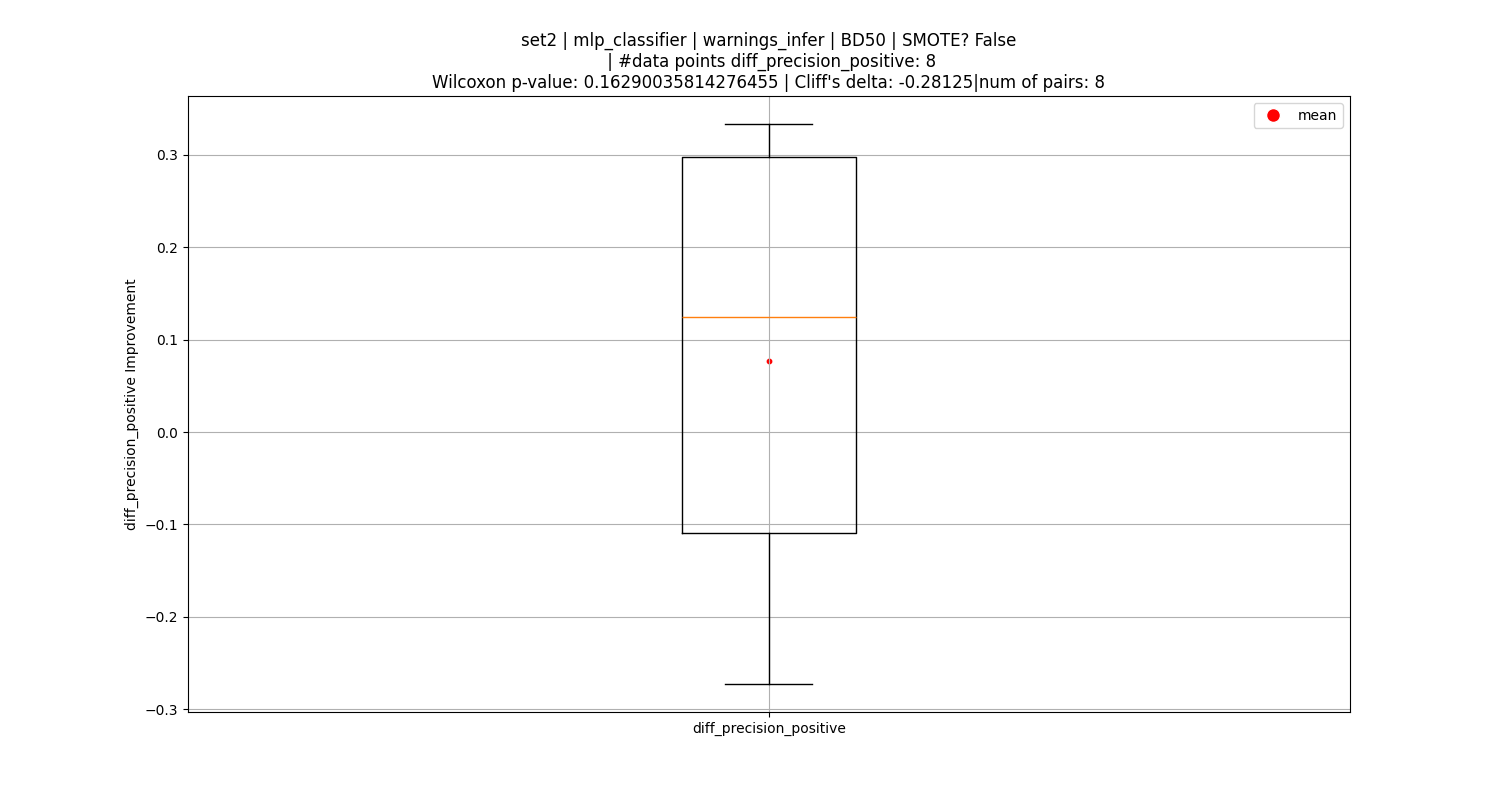 set2 | mlp_classifier | warnings_infer | BD50 | SMOTE? False
| #data points diff_precision_positive: 8
Wilcoxon p-value: 0.16290035814276455 | Cliff's delta: -0.28125|num of pairs: 8
mean
0.3
0.2
0.1
0.0
−0.1
−0.2
−0.3
diff_precision_positive Improvement
diff_precision_positive